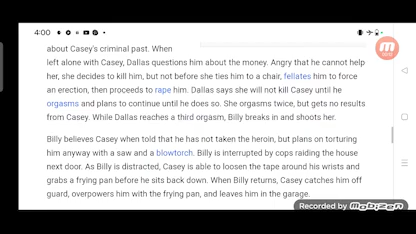 4:00
about Casey's criminal past. When
left alone with Casey, Dallas questions him about the money. Angry that he cannot help
her, she decides to kill him, but not before she ties him to a chair, fellates him to force
an erection, then proceeds to rape him. Dallas says she will not kill Casey until he
orgasms and plans to continue until he does so. She orgasms twice, but gets no results
from Casey. While Dallas reaches a third orgasm, Billy breaks in and shoots her.
Billy believes Casey when told that he has not taken the heroin, but plans on torturing
him anyway with a saw and a blowtorch. Billy is interrupted by cops raiding the house
next door. As Billy is distracted, Casey is able to loosen the tape around his wrists and
grabs a frying pan before he sits back down. When Billy returns, Casey catches him off
guard, overpowers him with the frying pan, and leaves him in the garage.
Recorded by
mobizen